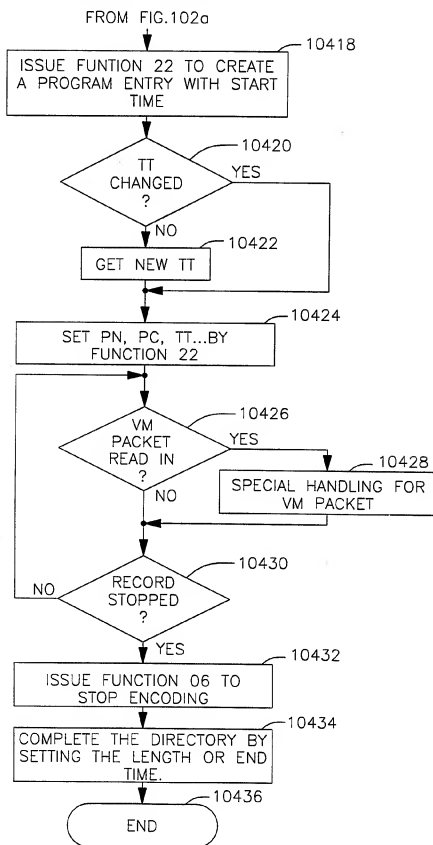 FROM FIG.102a
10418
ISSUE FUNTION 22 TO CREATE
A PROGRAM ENTRY WITH START
TIME
10420
TT
CHANGED
?
YES
NO
10422
GET NEW TT
10424
SET PN, PC, TT...BY
FUNCTION 22
10426
VM
PACKET
READ IN
?
YES
10428
SPECIAL HANDLING FOR
VM PACKET
NO
10430
RECORD
STOPPED
?
NO
YES
10432
ISSUE FUNCTION 06 TO
STOP ENCODING
10434
COMPLETE THE DIRECTORY BY
SETTING THE LENGTH OR END
TIME.
10436
END